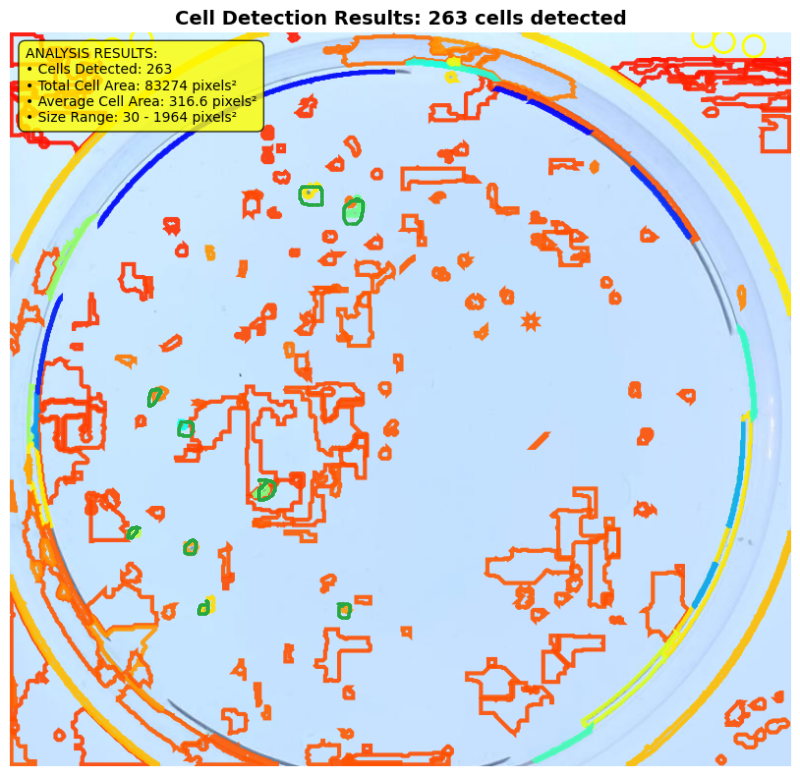 Cell Detection Results: 263 cells detected
ANALYSIS RESULTS:
• Cells Detected: 263
• Total Cell Area: 83274 pixels²
• Average Cell Area: 316.6 pixels²
• Size Range: 30 - 1964 pixels²